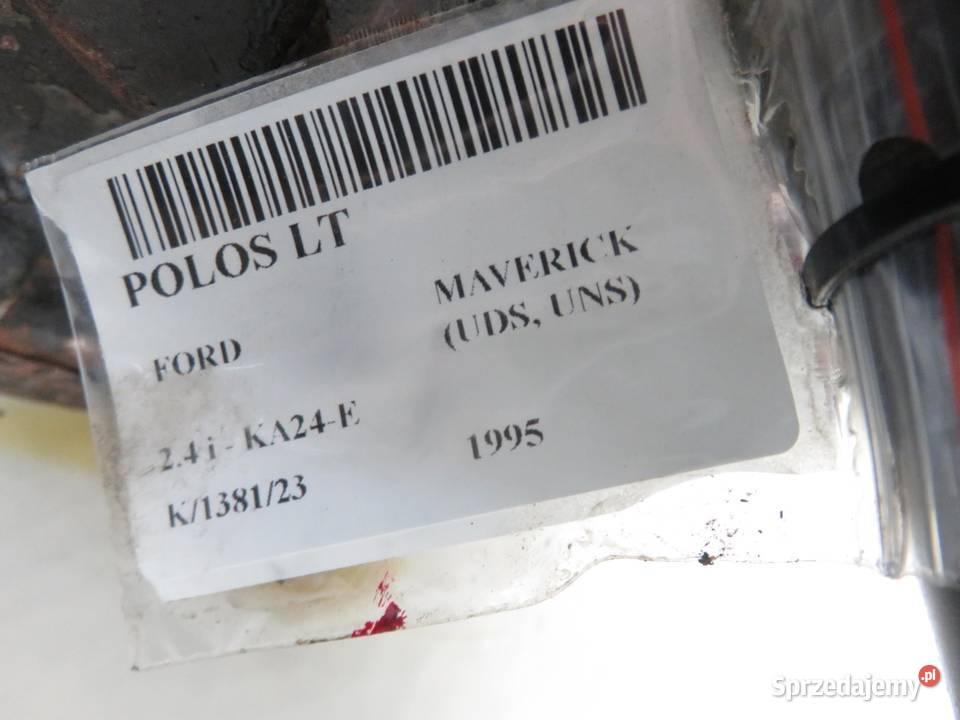 POLOS LT
FORD
MAVERICK
(UDS, UNS)
2.4 i - KA24-E
1995
K/1381/23
Sprzedajemy.pl